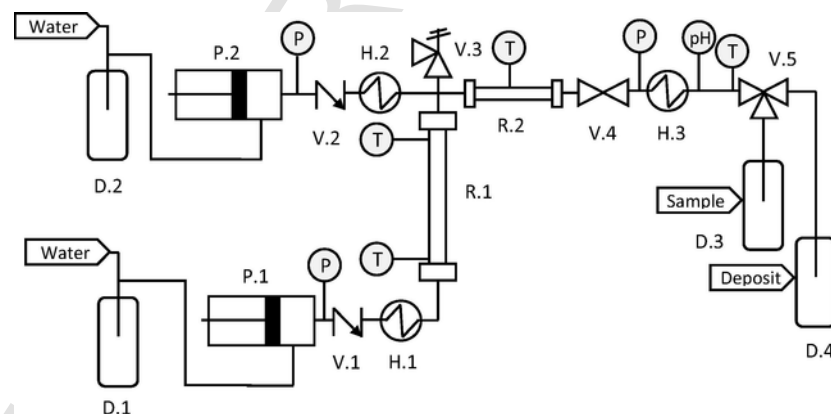 Water
P.2
P
H.2
V.3
T
P
pH
T
V.5
D.2
V.2
T
R.2
V.4
H.3
R.1
Sample
D.3
Water
P.1
P
T
Deposit
D.4
V.1
H.1
D.1